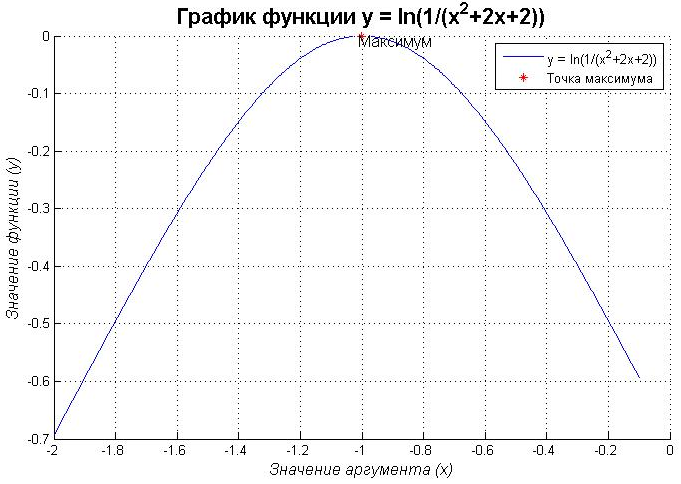 График функции y = ln(1/(x²+2x+2))
Максимум
y = ln(1/(x²+2x+2))
Точка максимума
Значение функции (y)
0
-0.1
-0.2
-0.3
-0.4
-0.5
-0.6
-0.7
-2 -1.8 -1.6 -1.4 -1.2 -1 -0.8 -0.6 -0.4 -0.2 0
Значение аргумента (x)